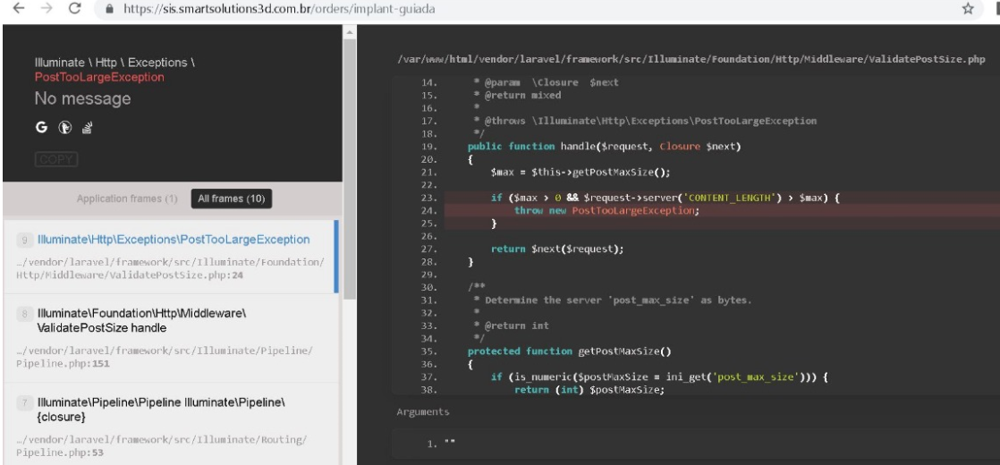 https://sis.smartsolutions3d.com.br/orders/implant-guiada
Illuminate \ Http \ Exceptions \
PostTooLargeException
No message
G
COPY
Application frames (1) All frames (10)
9 Illuminate\Http\Exceptions\PostTooLargeException
…/vendor/laravel/framework/src/Illuminate/Foundation/
Http/Middleware/ValidatePostSize.php:24
8 Illuminate\Foundation\Http\Middleware\
ValidatePostSize handle
…/vendor/laravel/framework/src/Illuminate/Pipeline/
Pipeline.php:151
7 Illuminate\Pipeline\Pipeline Illuminate\Pipeline\
{closure}
…/vendor/laravel/framework/src/Illuminate/Routing/
Pipeline.php:53
/var/www/html/vendor/laravel/framework/src/Illuminate/Foundation/Http/Middleware/ValidatePostSize.php
14. * @param \Closure $next
15. * @return mixed
16. *
17. * @throws \Illuminate\Http\Exceptions\PostTooLargeException
18. */
19. public function handle($request, Closure $next)
20. {
21. $max = $this->getPostMaxSize();
22.
23. if ($max > 0 && $request->server('CONTENT_LENGTH') > $max) {
24. throw new PostTooLargeException;
25. }
26.
27. return $next($request);
28. }
29.
30. /**
31. * Determine the server 'post_max_size' as bytes.
32. *
33. * @return int
34. */
35. protected function getPostMaxSize()
36. {
37. if (is_numeric($postMaxSize = ini_get('post_max_size'))) {
38. return (int) $postMaxSize;
Arguments
1. ""